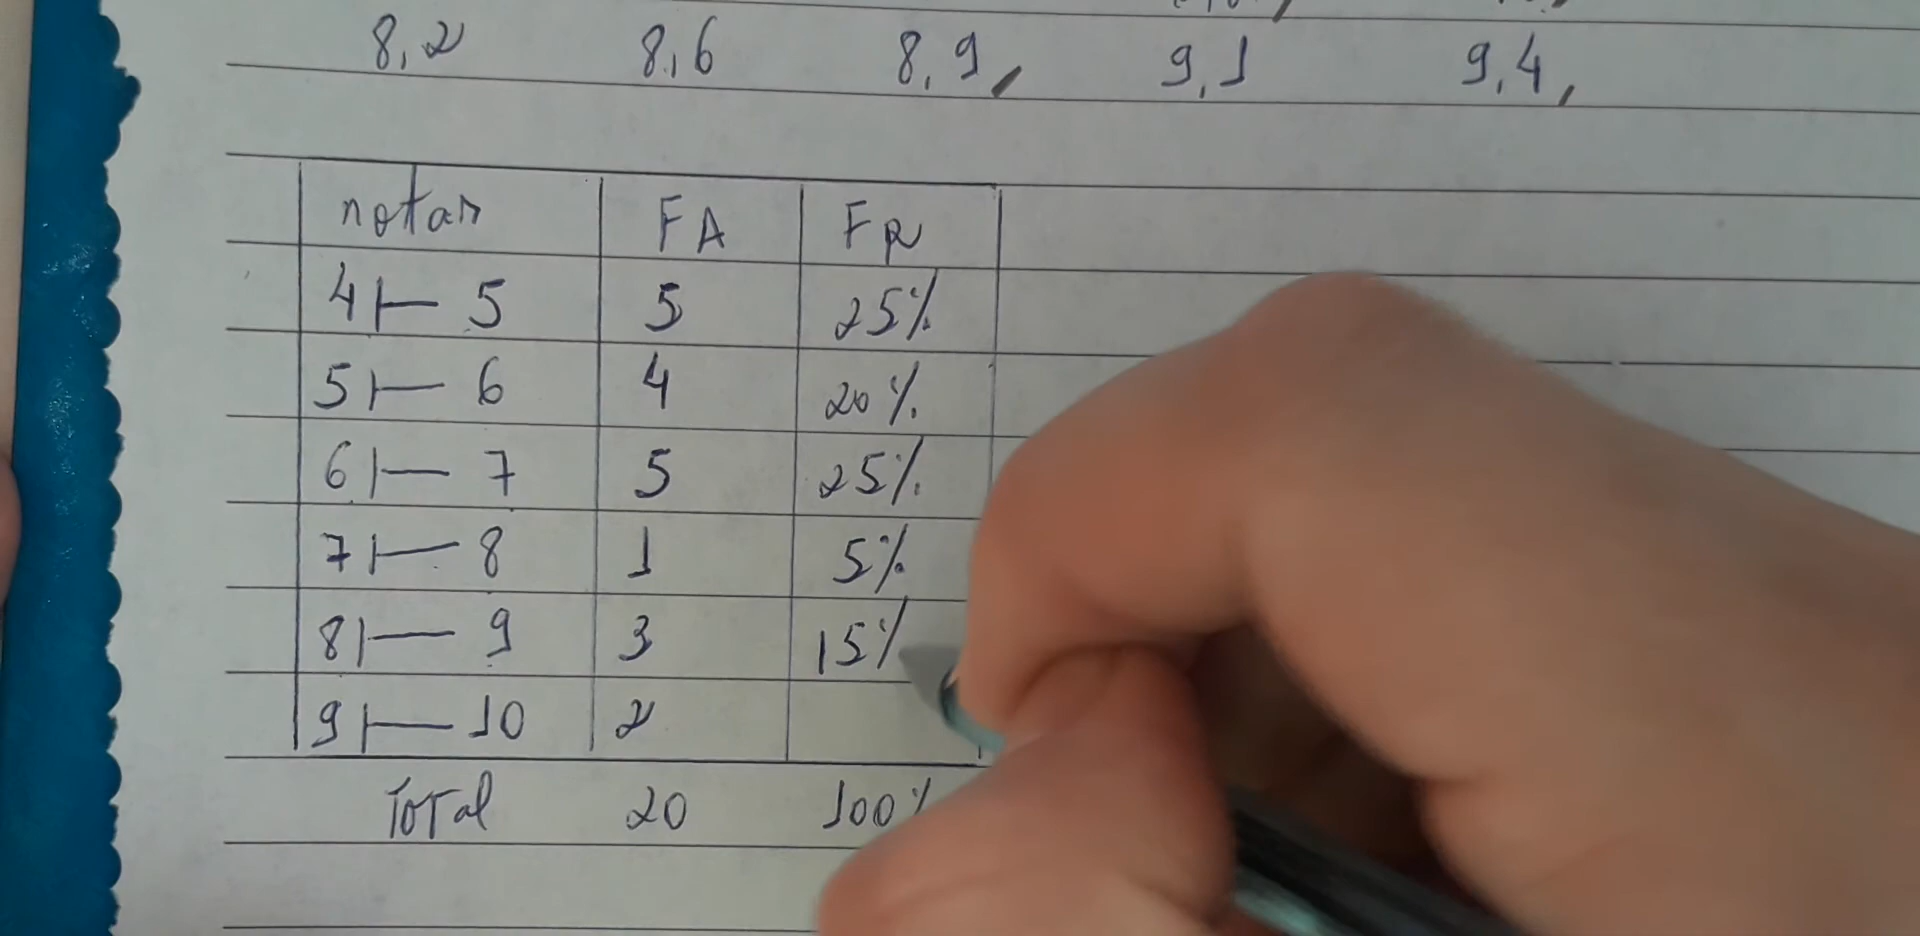 8,2 8,6 8,9, 9,1 9,4,
notas FA FR
4 ⊢ 5 5 25%
5 ⊢ 6 4 20%
6 ⊢ 7 5 25%
7 ⊢ 8 1 5%
8 ⊢ 9 3 15%
9 ⊢ 10 2
Total 20 100%